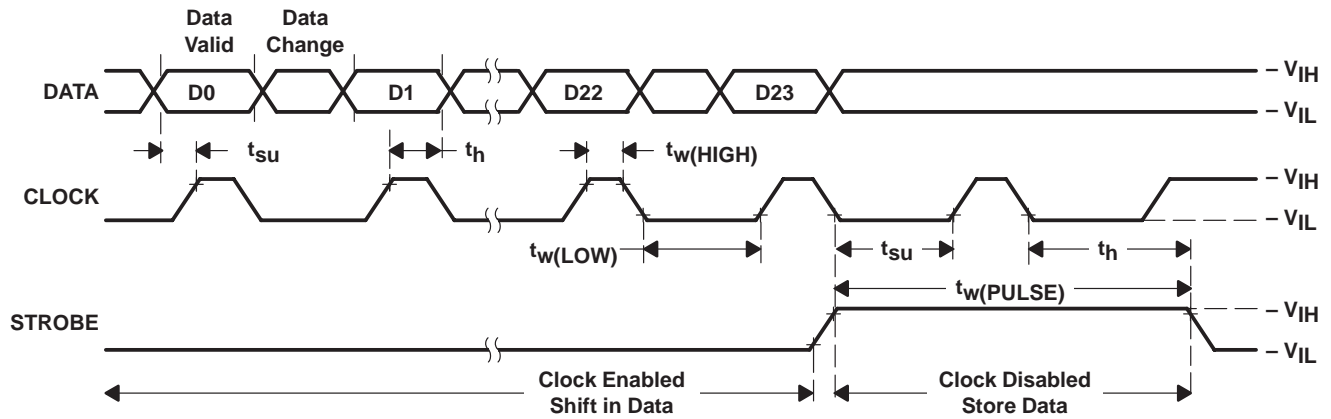 Data
Valid
Data
Change
DATA
D0
D1
D22
D23
– VIH
– VIL
tsu
th
tw(HIGH)
CLOCK
– VIH
– VIL
tw(LOW)
tsu
th
tw(PULSE)
STROBE
– VIH
– VIL
Clock Enabled
Shift in Data
Clock Disabled
Store Data